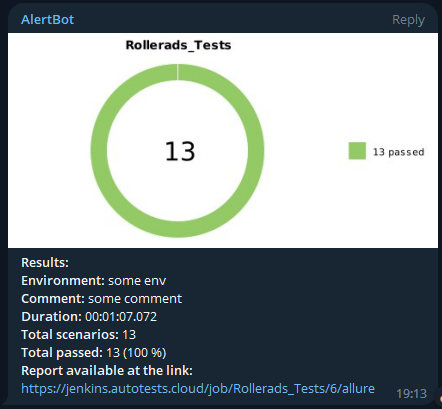 AlertBot Reply
Rollerads_Tests
13
13 passed
Results:
Environment: some env
Comment: some comment
Duration: 00:01:07.072
Total scenarios: 13
Total passed: 13 (100 %)
Report available at the link:
https://jenkins.autotests.cloud/job/Rollerads_Tests/6/allure
19:13